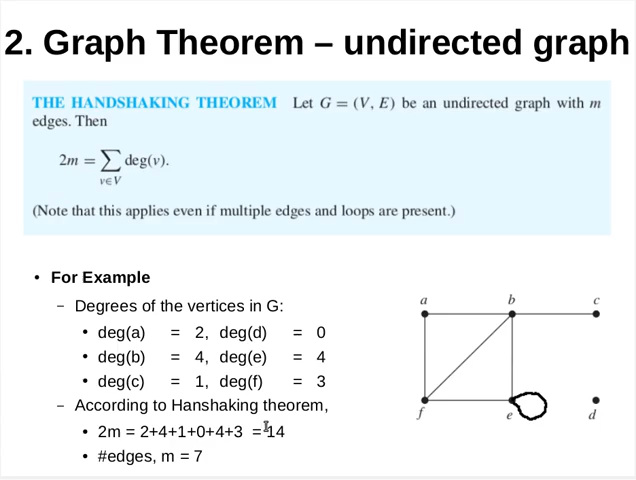 2. Graph Theorem – undirected graph
THE HANDSHAKING THEOREM Let G = (V, E) be an undirected graph with m
edges. Then
2m = ∑ deg(v).
v∈V
(Note that this applies even if multiple edges and loops are present.)
• For Example
– Degrees of the vertices in G:
• deg(a) = 2, deg(d) = 0
• deg(b) = 4, deg(e) = 4
• deg(c) = 1, deg(f) = 3
– According to Hanshaking theorem,
• 2m = 2+4+1+0+4+3 = 14
• #edges, m = 7
a b c
f e d